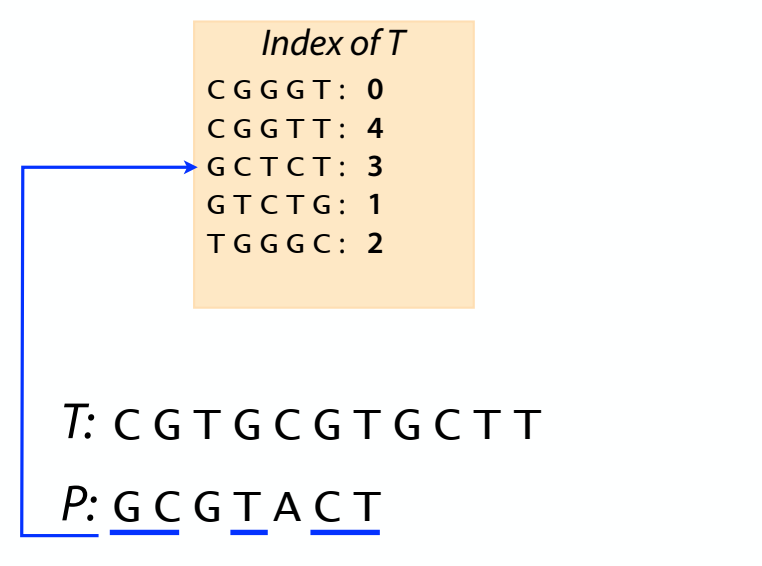 Index of T
C G G G T : 0
C G G T T : 4
G C T C T : 3
G T C T G : 1
T G G G C : 2
T: C G T G C G T G C T T
P: G C G T A C T